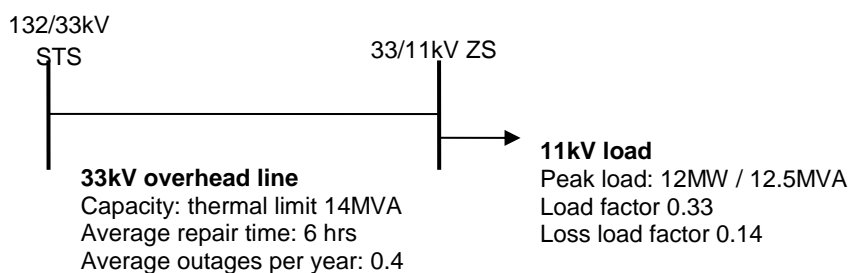 132/33kV
STS
33/11kV ZS
33kV overhead line
Capacity: thermal limit 14MVA
Average repair time: 6 hrs
Average outages per year: 0.4
11kV load
Peak load: 12MW / 12.5MVA
Load factor 0.33
Loss load factor 0.14